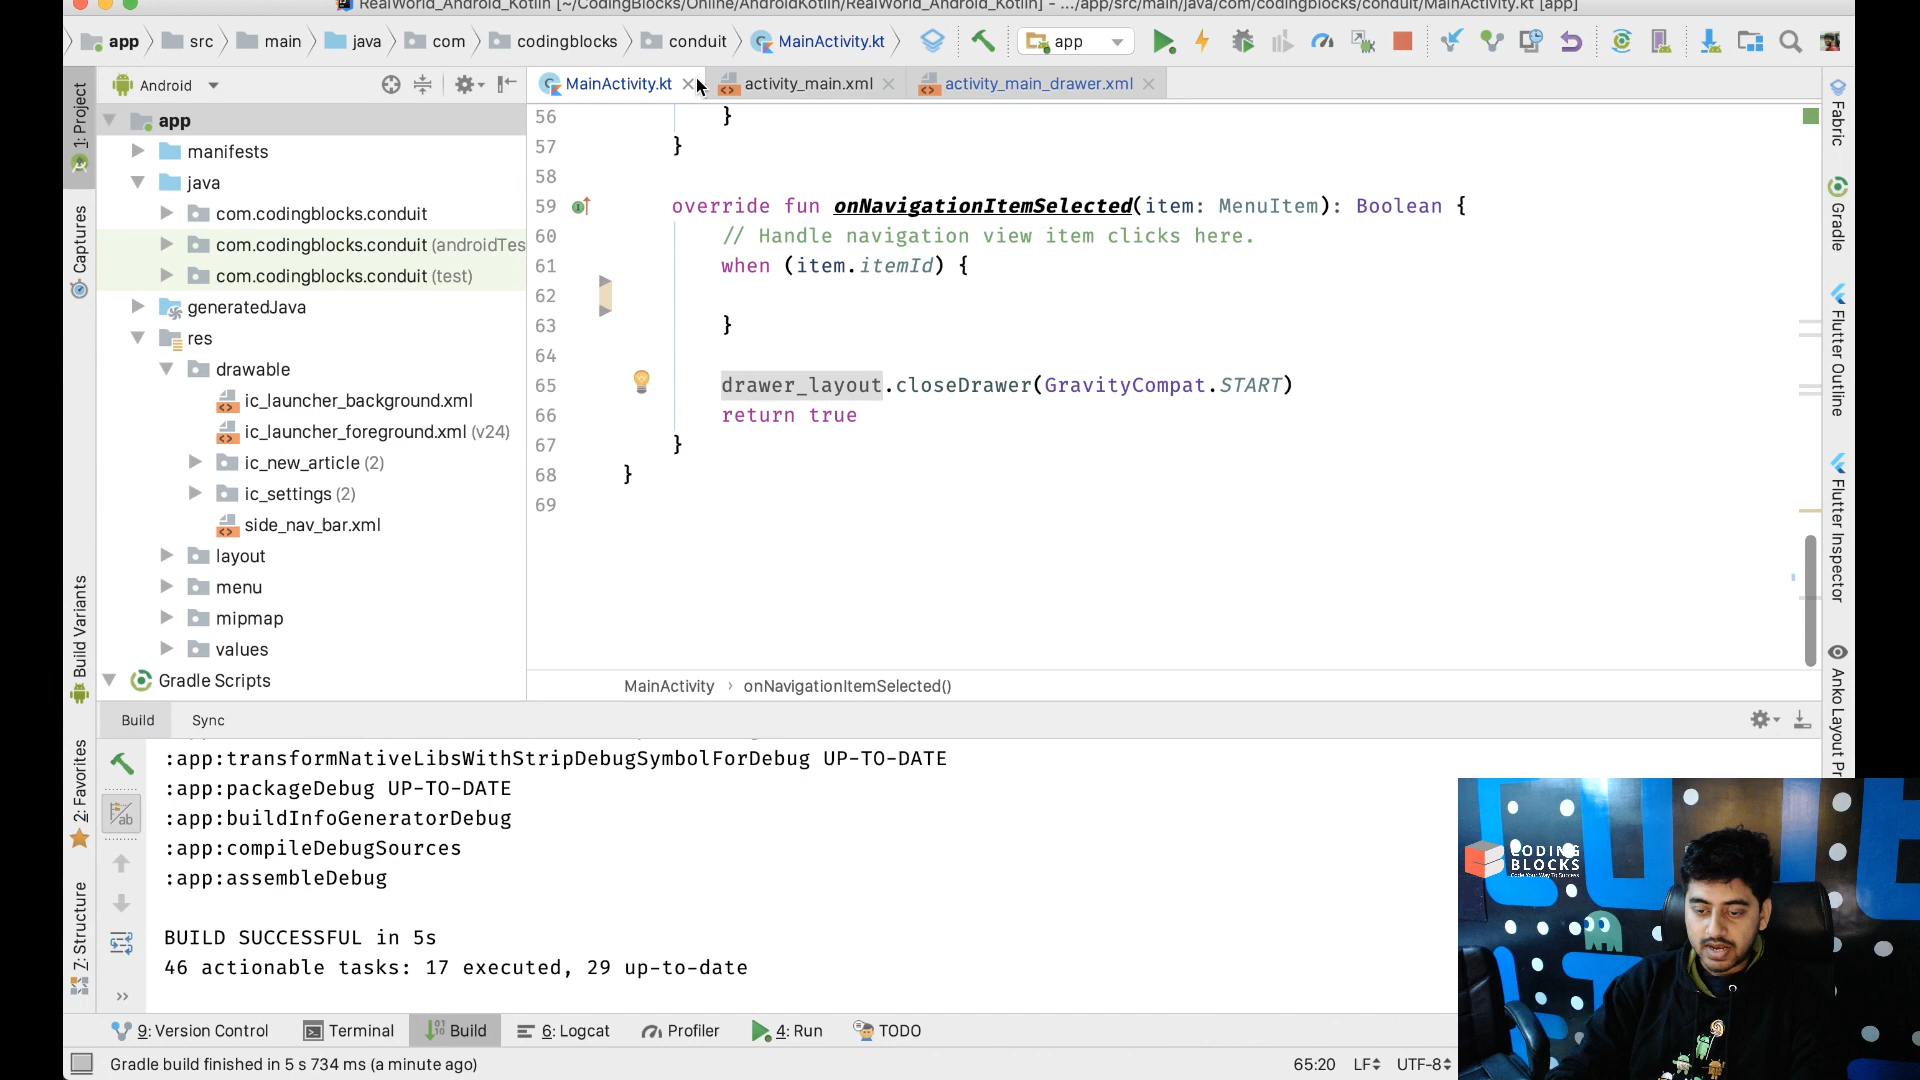 RealWorld_Android_Kotlin [~/CodingBlocks/Online/AndroidKotlin/RealWorld_Android_Kotlin] - .../app/src/main/java/com/codingblocks/conduit/MainActivity.kt [app]
app src main java com codingblocks conduit MainActivity.kt app
Android
MainActivity.kt activity_main.xml activity_main_drawer.xml
1: Project
Captures
Build Variants
2: Favorites
7: Structure
app
manifests
java
com.codingblocks.conduit
com.codingblocks.conduit (androidTes
com.codingblocks.conduit (test)
generatedJava
res
drawable
ic_launcher_background.xml
ic_launcher_foreground.xml (v24)
ic_new_article (2)
ic_settings (2)
side_nav_bar.xml
layout
menu
mipmap
values
Gradle Scripts
56 }
57 }
58
59 override fun onNavigationItemSelected(item: MenuItem): Boolean {
60 // Handle navigation view item clicks here.
61 when (item.itemId) {
62
63 }
64
65 drawer_layout.closeDrawer(GravityCompat.START)
66 return true
67 }
68 }
69
MainActivity › onNavigationItemSelected()
Fabric
Gradle
Flutter Outline
Flutter Inspector
Anko Layout Pr
Build Sync
:app:transformNativeLibsWithStripDebugSymbolForDebug UP-TO-DATE
:app:packageDebug UP-TO-DATE
:app:buildInfoGeneratorDebug
:app:compileDebugSources
:app:assembleDebug
BUILD SUCCESSFUL in 5s
46 actionable tasks: 17 executed, 29 up-to-date
CODING
BLOCKS
Code Your Way To Success
9: Version Control Terminal Build 6: Logcat Profiler 4: Run TODO
Gradle build finished in 5 s 734 ms (a minute ago)
65:20 LF UTF-8